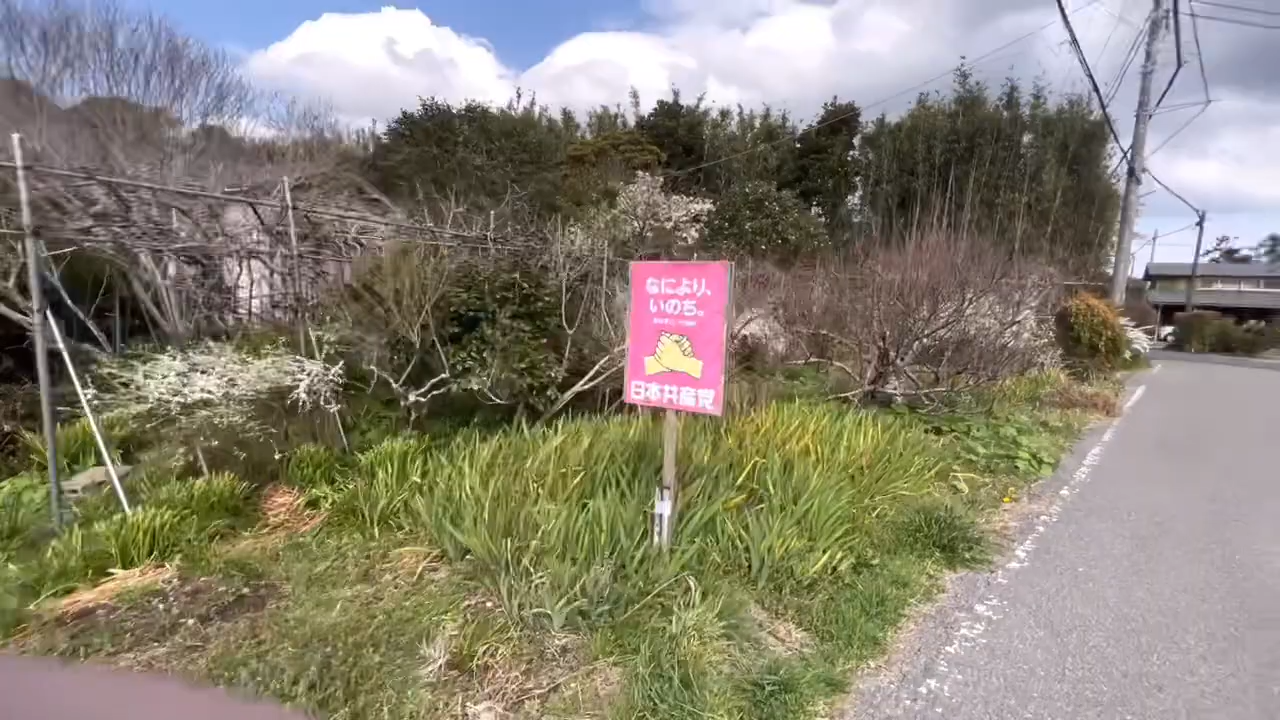 なにより、
いのち。
日本共産党